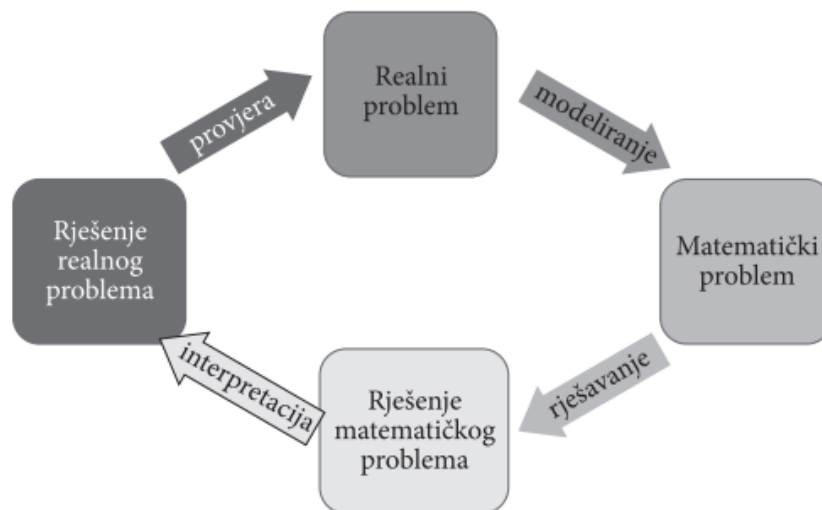 Realni
problem
provjera
modeliranje
Rješenje
realnog
problema
Matematički
problem
interpretacija
rješavanje
Rješenje
matematičkog
problema